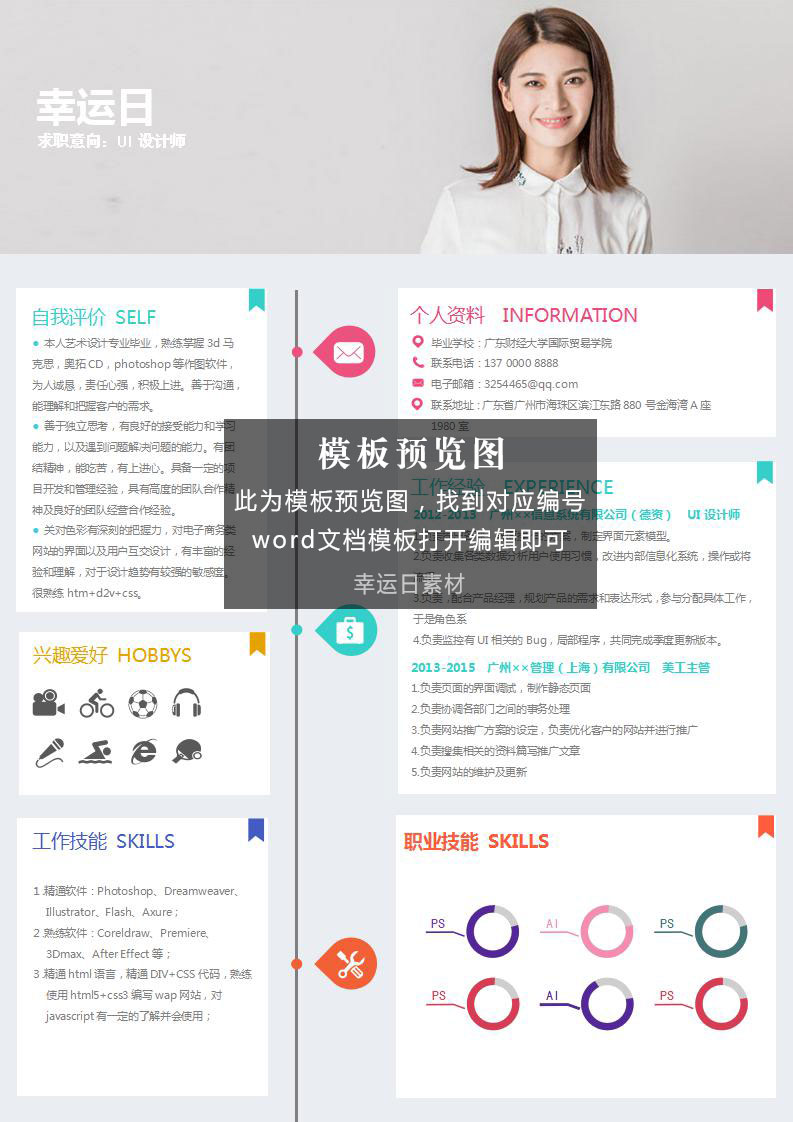 幸运日
求职意向：UI 设计师
自我评价 SELF
● 本人艺术设计专业毕业，熟练掌握 3d 马
克思，奥拓 CD，photoshop 等作图软件，
为人诚恳，责任心强，积极上进。善于沟通，
能理解和把握客户的需求。
● 善于独立思考，有良好的接受能力和学习
能力，以及遇到问题解决问题的能力。有团
结精神，能吃苦，有上进心。具备一定的项
目开发和管理经验，具有高度的团队合作精
神及良好的团队经营合作经验。
● 关对色彩有深刻的把握力，对电子商务类
网站的界面以及用户互交设计，有丰富的经
验和理解，对于设计趋势有较强的敏感度。
很熟练 htm+d2v+css。
兴趣爱好 HOBBYS
工作技能 SKILLS
1.精通软件：Photoshop、Dreamweaver、
Illustrator、Flash、Axure；
2.熟练软件：Coreldraw、Premiere、
3Dmax、After Effect 等；
3.精通 html 语言，精通 DIV+CSS 代码，熟练
使用 html5+css3 编写 wap 网站，对
javascript 有一定的了解并会使用；
个人资料 INFORMATION
毕业学校：广东财经大学国际贸易学院
联系电话：137 0000 8888
电子邮箱：3254465@qq.com
联系地址：广东省广州市海珠区滨江东路 880 号金海湾 A 座
1980 室
工作经验 EXPERIENCE
2012-2013 广州××信息系统有限公司（德资） UI 设计师
案，制定界面元素模型。
2.负责收集各类数据分析用户使用习惯，改进内部信息化系统，操作或将
3.负责，配合产品经理，规划产品的需求和表达形式，参与分配具体工作，
于是角色系
4.负责监控有 UI 相关的 Bug，局部程序，共同完成季度更新版本。
2013-2015 广州××管理（上海）有限公司 美工主管
1.负责页面的界面调试，制作静态页面
2.负责协调各部门之间的事务处理
3.负责网站推广方案的设定，负责优化客户的网站并进行推广
4.负责搜集相关的资料篇写推广文章
5.负责网站的维护及更新
职业技能 SKILLS
PS AI PS
PS AI PS
模板预览图
此为模板预览图，找到对应编号
word文档模板打开编辑即可
幸运日素材